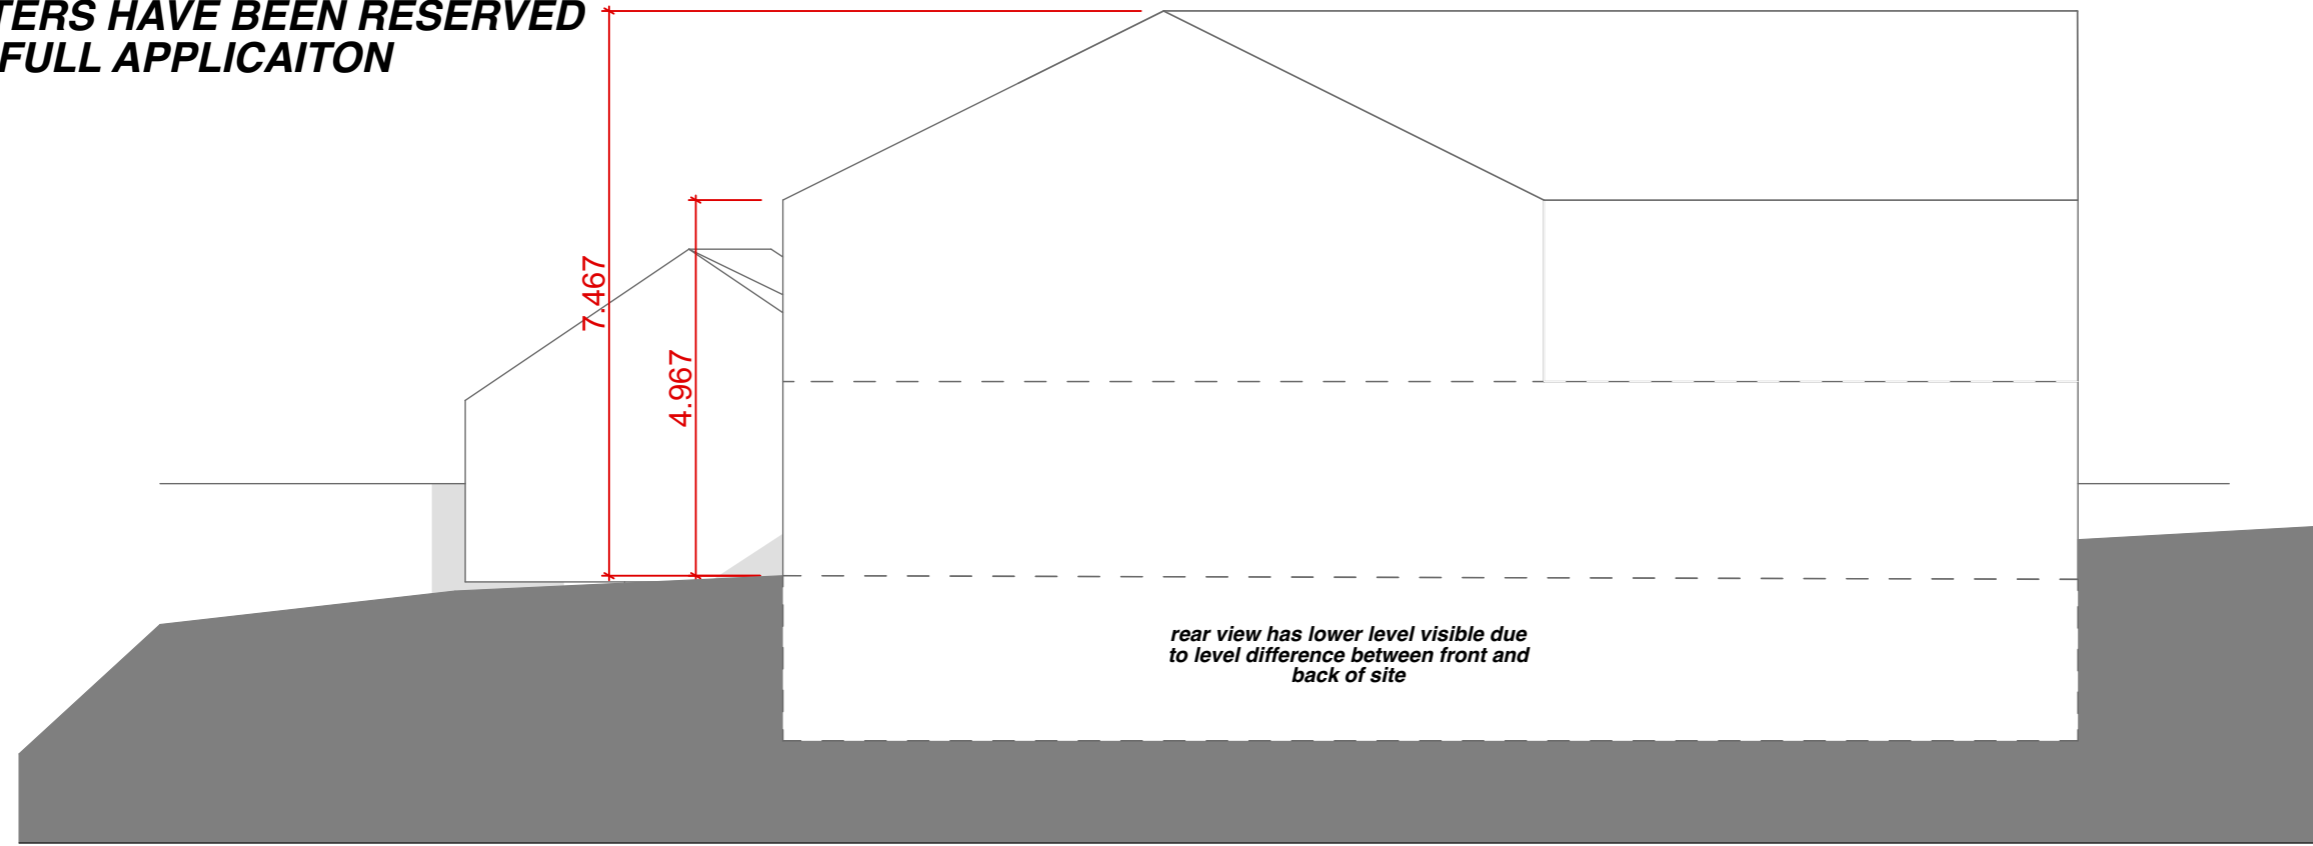 TERS HAVE BEEN RESERVED
FULL APPLICAITON
7.467
4.967
rear view has lower level visible due
to level difference between front and
back of site